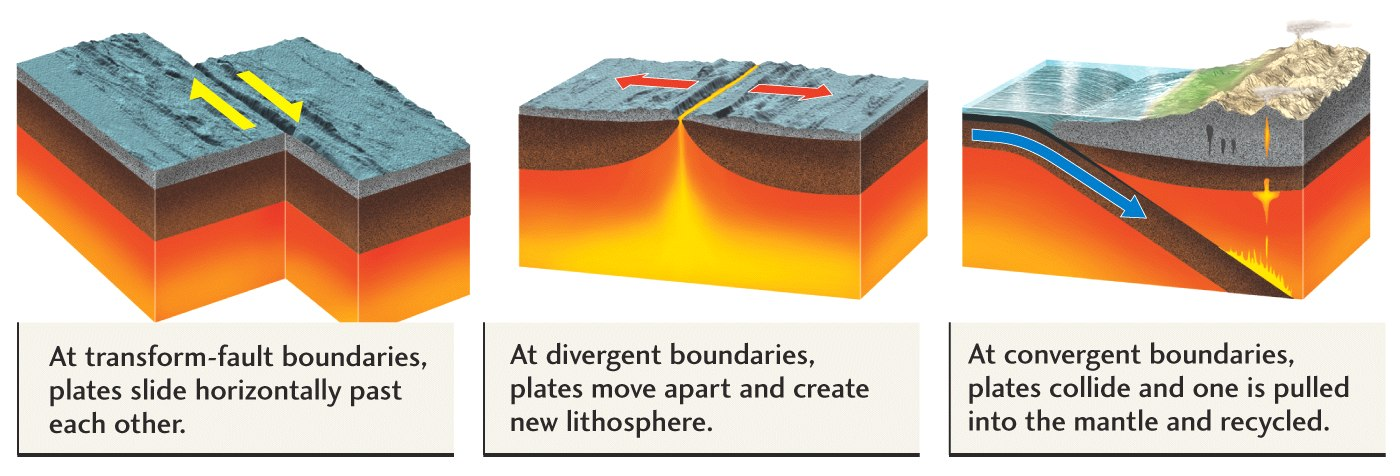 At transform-fault boundaries,
plates slide horizontally past
each other.
At divergent boundaries,
plates move apart and create
new lithosphere.
At convergent boundaries,
plates collide and one is pulled
into the mantle and recycled.